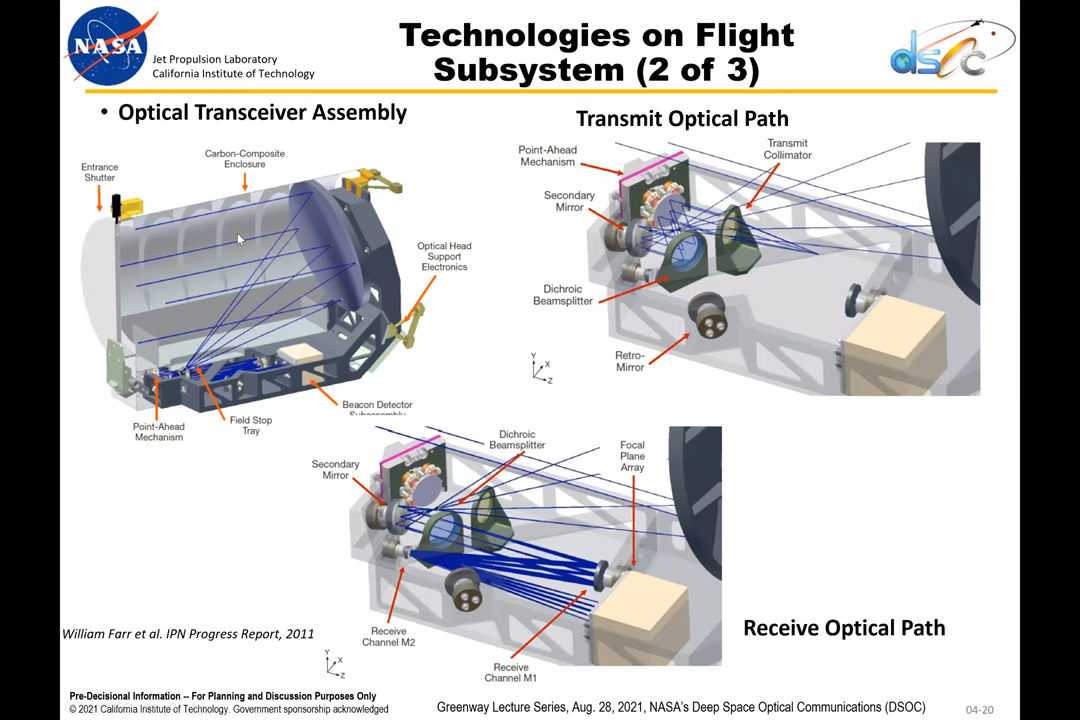 NASA
Jet Propulsion Laboratory
California Institute of Technology
Technologies on Flight
Subsystem (2 of 3)
dsoc
• Optical Transceiver Assembly
Transmit Optical Path
Entrance
Shutter
Carbon-Composite
Enclosure
Optical Head
Support
Electronics
Beacon Detector
Subassembly
Field Stop
Tray
Point-Ahead
Mechanism
Point-Ahead
Mechanism
Transmit
Collimator
Secondary
Mirror
Dichroic
Beamsplitter
Retro-
Mirror
Y
X
Z
Dichroic
Beamsplitter
Focal
Plane
Array
Secondary
Mirror
Receive
Channel M2
Receive
Channel M1
Y
X
Z
William Farr et al. IPN Progress Report, 2011
Receive Optical Path
Pre-Decisional Information -- For Planning and Discussion Purposes Only
© 2021 California Institute of Technology. Government sponsorship acknowledged
Greenway Lecture Series, Aug. 28, 2021, NASA's Deep Space Optical Communications (DSOC)
04-20